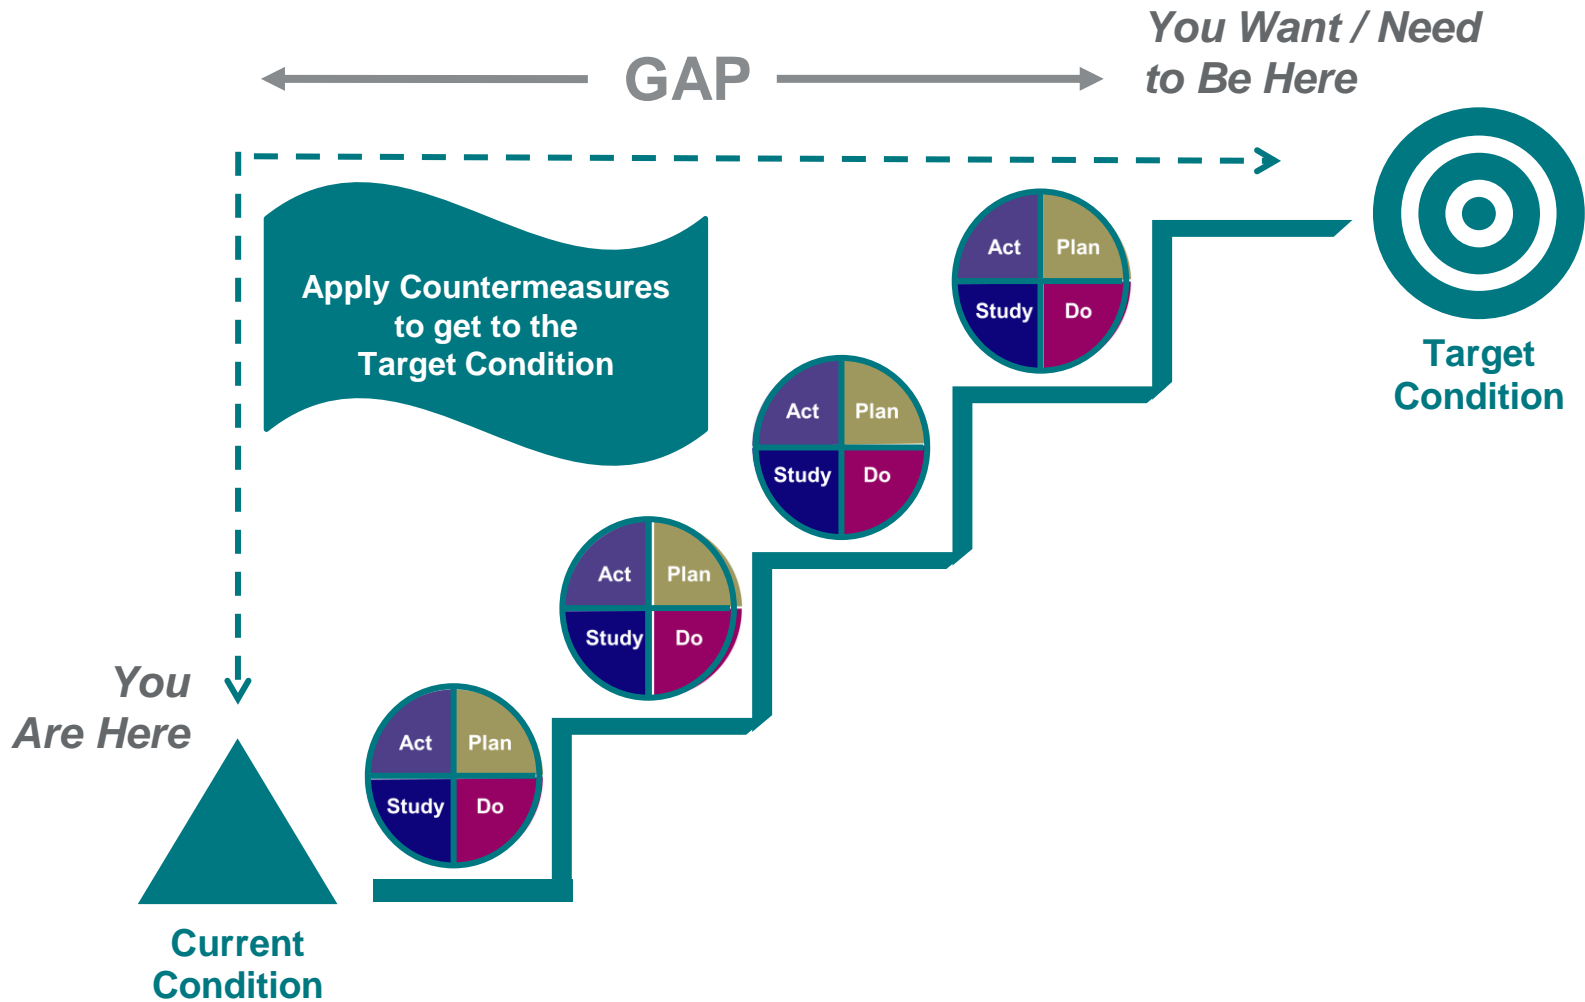 You Want / Need
to Be Here
GAP
Apply Countermeasures
to get to the
Target Condition
Act
Plan
Study
Do
Target
Condition
Act
Plan
Study
Do
Act
Plan
Study
Do
You
Are Here
Act
Plan
Study
Do
Current
Condition